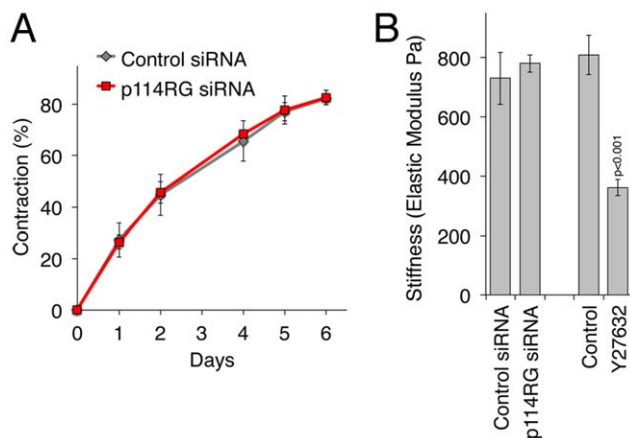 A
Control siRNA
p114RG siRNA
Contraction (%)
80
60
40
20
0
0 1 2 3 4 5 6
Days
B
Stiffness (Elastic Modulus Pa)
800
600
400
200
0
p<0.001
Control siRNA
p114RG siRNA
Control
Y27632